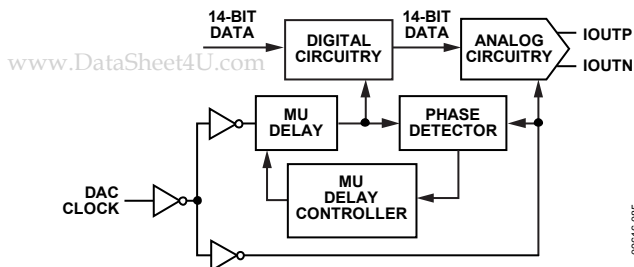 14-BIT
DATA
14-BIT
DATA
DIGITAL
CIRCUITRY
ANALOG
CIRCUITRY
IOUTP
IOUTN
www.DataSheet4U.com
MU
DELAY
PHASE
DETECTOR
MU
DELAY
CONTROLLER
DAC
CLOCK